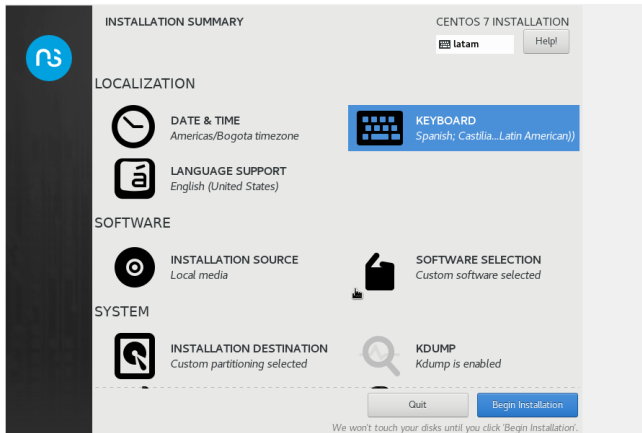 INSTALLATION SUMMARY
CENTOS 7 INSTALLATION
latam
Help!
ns
LOCALIZATION
DATE & TIME
Americas/Bogota timezone
KEYBOARD
Spanish; Castilia...Latin American))
LANGUAGE SUPPORT
English (United States)
SOFTWARE
INSTALLATION SOURCE
Local media
SOFTWARE SELECTION
Custom software selected
SYSTEM
INSTALLATION DESTINATION
Custom partitioning selected
KDUMP
Kdump is enabled
Quit
Begin Installation
We won't touch your disks until you click 'Begin Installation'.